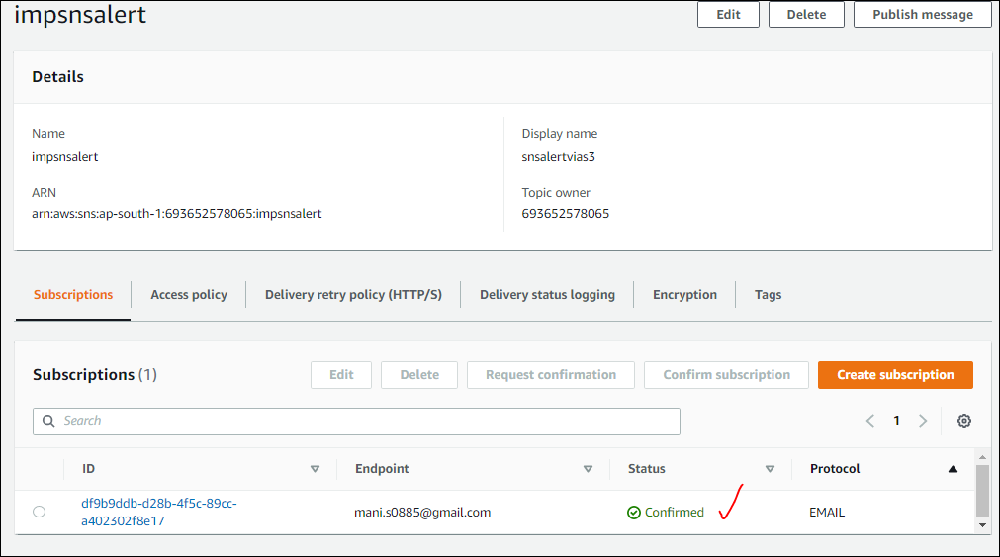 impsnsalert
Edit Delete Publish message
Details
Name
impsnsalert
Display name
snsalertvias3
ARN
arn:aws:sns:ap-south-1:693652578065:impsnsalert
Topic owner
693652578065
Subscriptions Access policy Delivery retry policy (HTTP/S) Delivery status logging Encryption Tags
Subscriptions (1)
Edit Delete Request confirmation Confirm subscription Create subscription
Search
1
ID Endpoint Status Protocol
df9b9ddb-d28b-4f5c-89cc-
a402302f8e17
mani.s0885@gmail.com Confirmed EMAIL